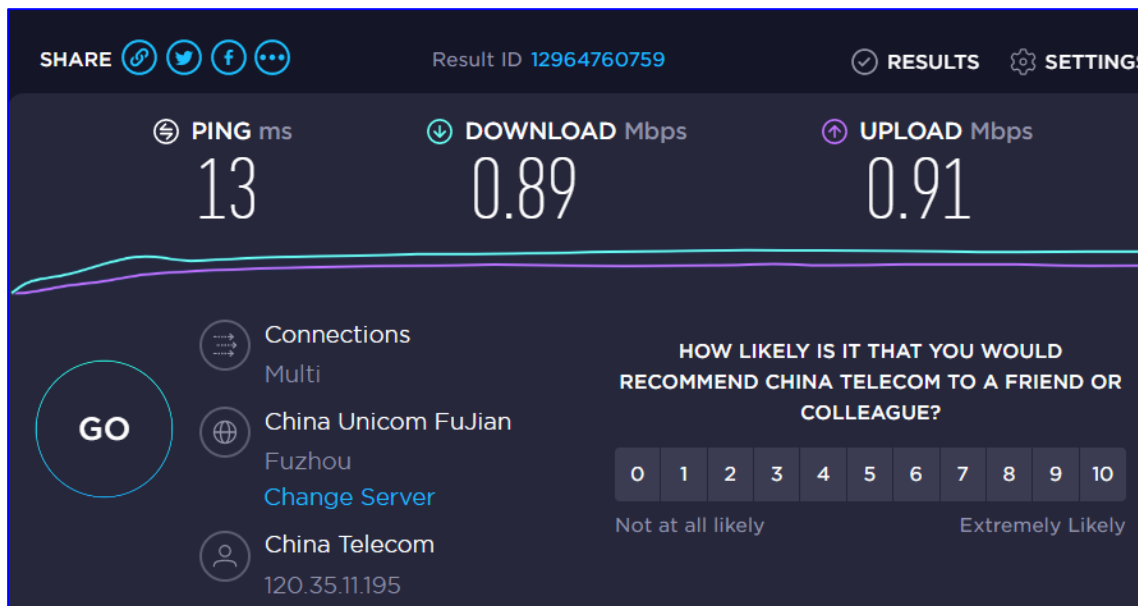 SHARE Result ID 12964760759 RESULTS SETTINGS
PING ms DOWNLOAD Mbps UPLOAD Mbps
13 0.89 0.91
Connections
Multi
China Unicom FuJian
Fuzhou
Change Server
China Telecom
120.35.11.195
GO
HOW LIKELY IS IT THAT YOU WOULD
RECOMMEND CHINA TELECOM TO A FRIEND OR
COLLEAGUE?
0 1 2 3 4 5 6 7 8 9 10
Not at all likely Extremely Likely